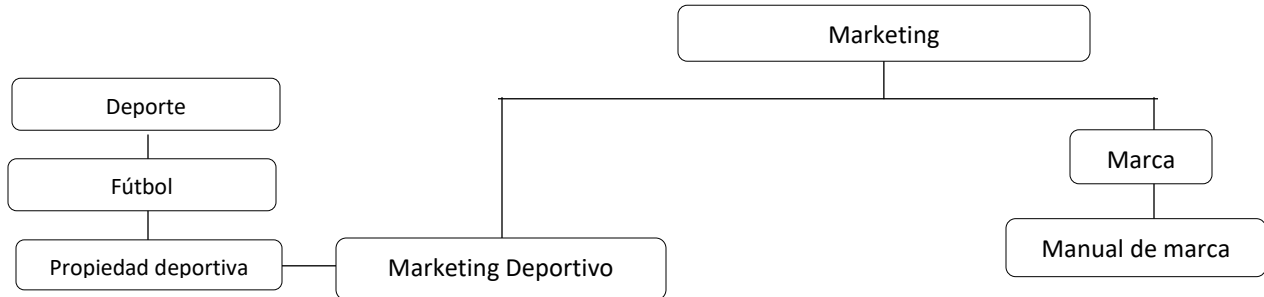 Marketing
Deporte
Marca
Fútbol
Manual de marca
Propiedad deportiva
Marketing Deportivo